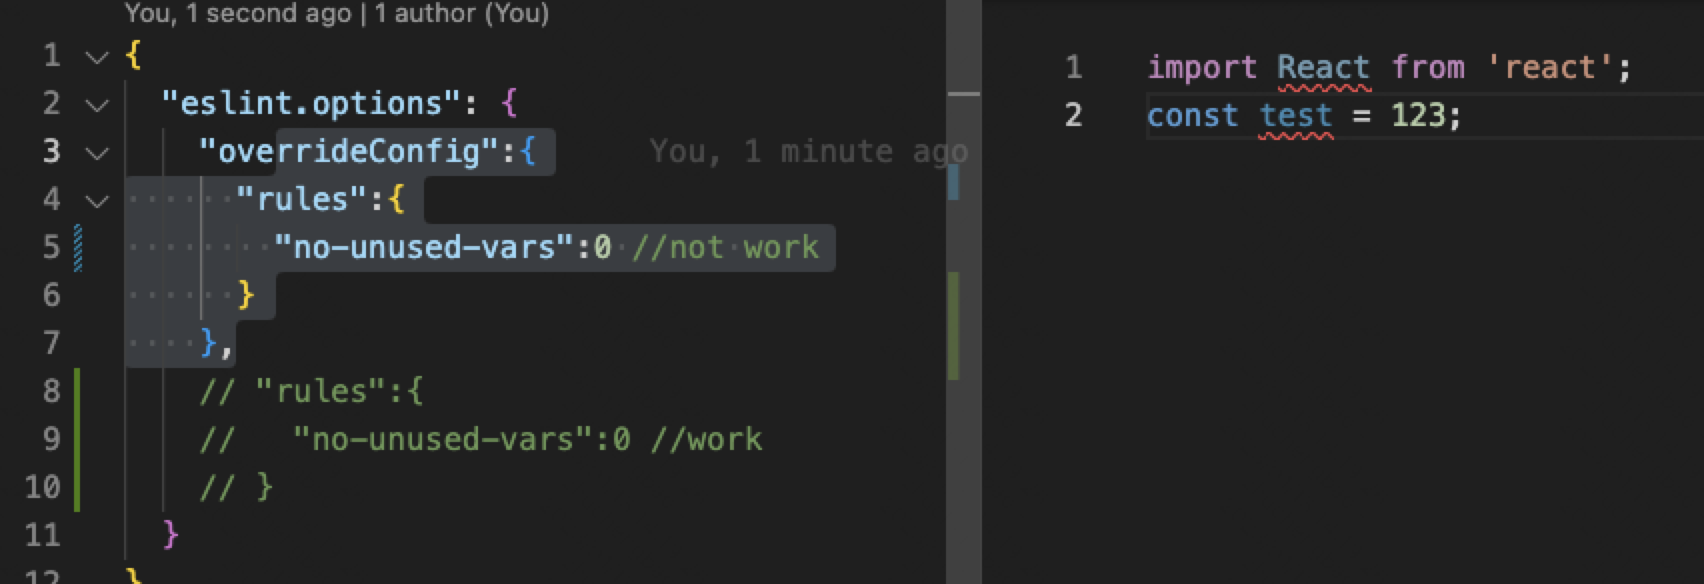 You, 1 second ago | 1 author (You)
1 {
2 "eslint.options": {
3 "overrideConfig":{ You, 1 minute ago
4 "rules":{
5 "no-unused-vars":0 //not work
6 }
7 },
8 // "rules":{
9 // "no-unused-vars":0 //work
10 // }
11 }
12 }
1 import React from 'react';
2 const test = 123;